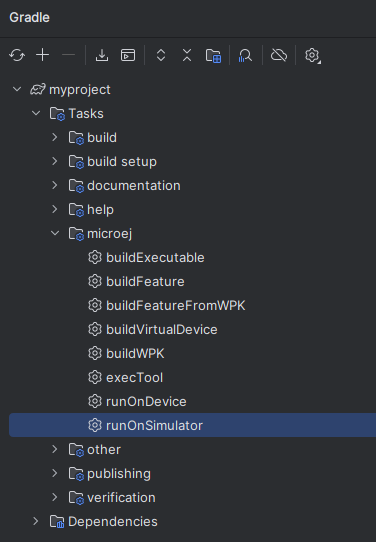 Gradle
myproject
Tasks
build
build setup
documentation
help
microej
buildExecutable
buildFeature
buildFeatureFromWPK
buildVirtualDevice
buildWPK
execTool
runOnDevice
runOnSimulator
other
publishing
verification
Dependencies